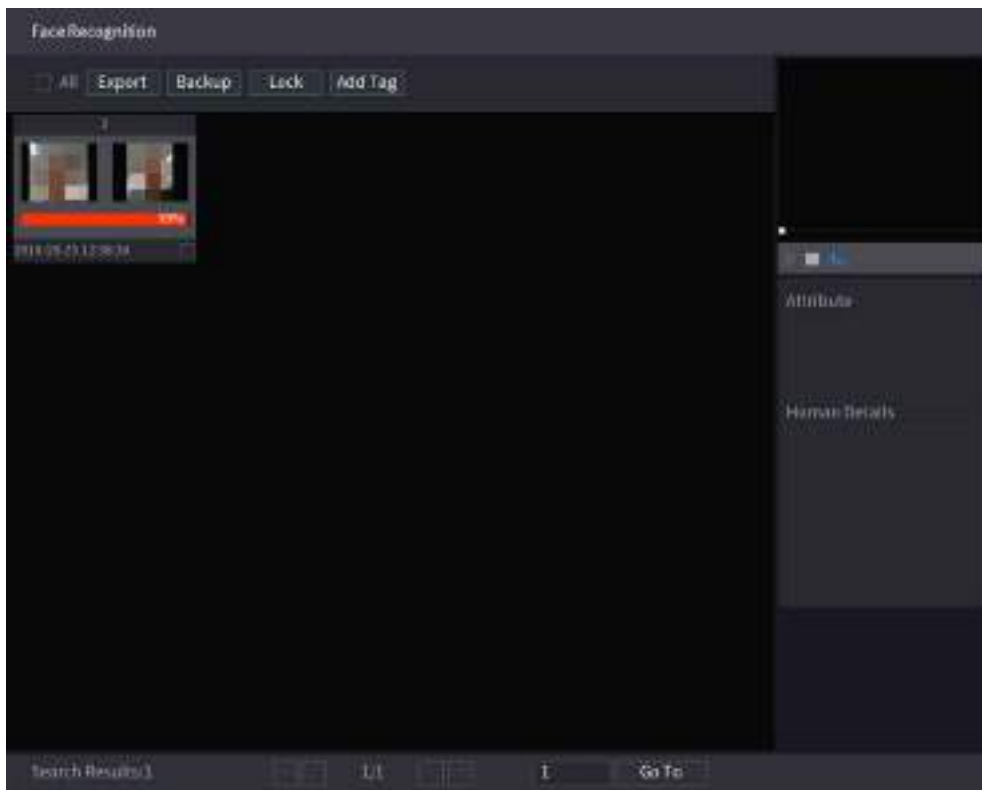 Face Recognition
All Export Backup Lock Add Tag
Attribute
Human Details
Search Results:1 1/1 1 Go To